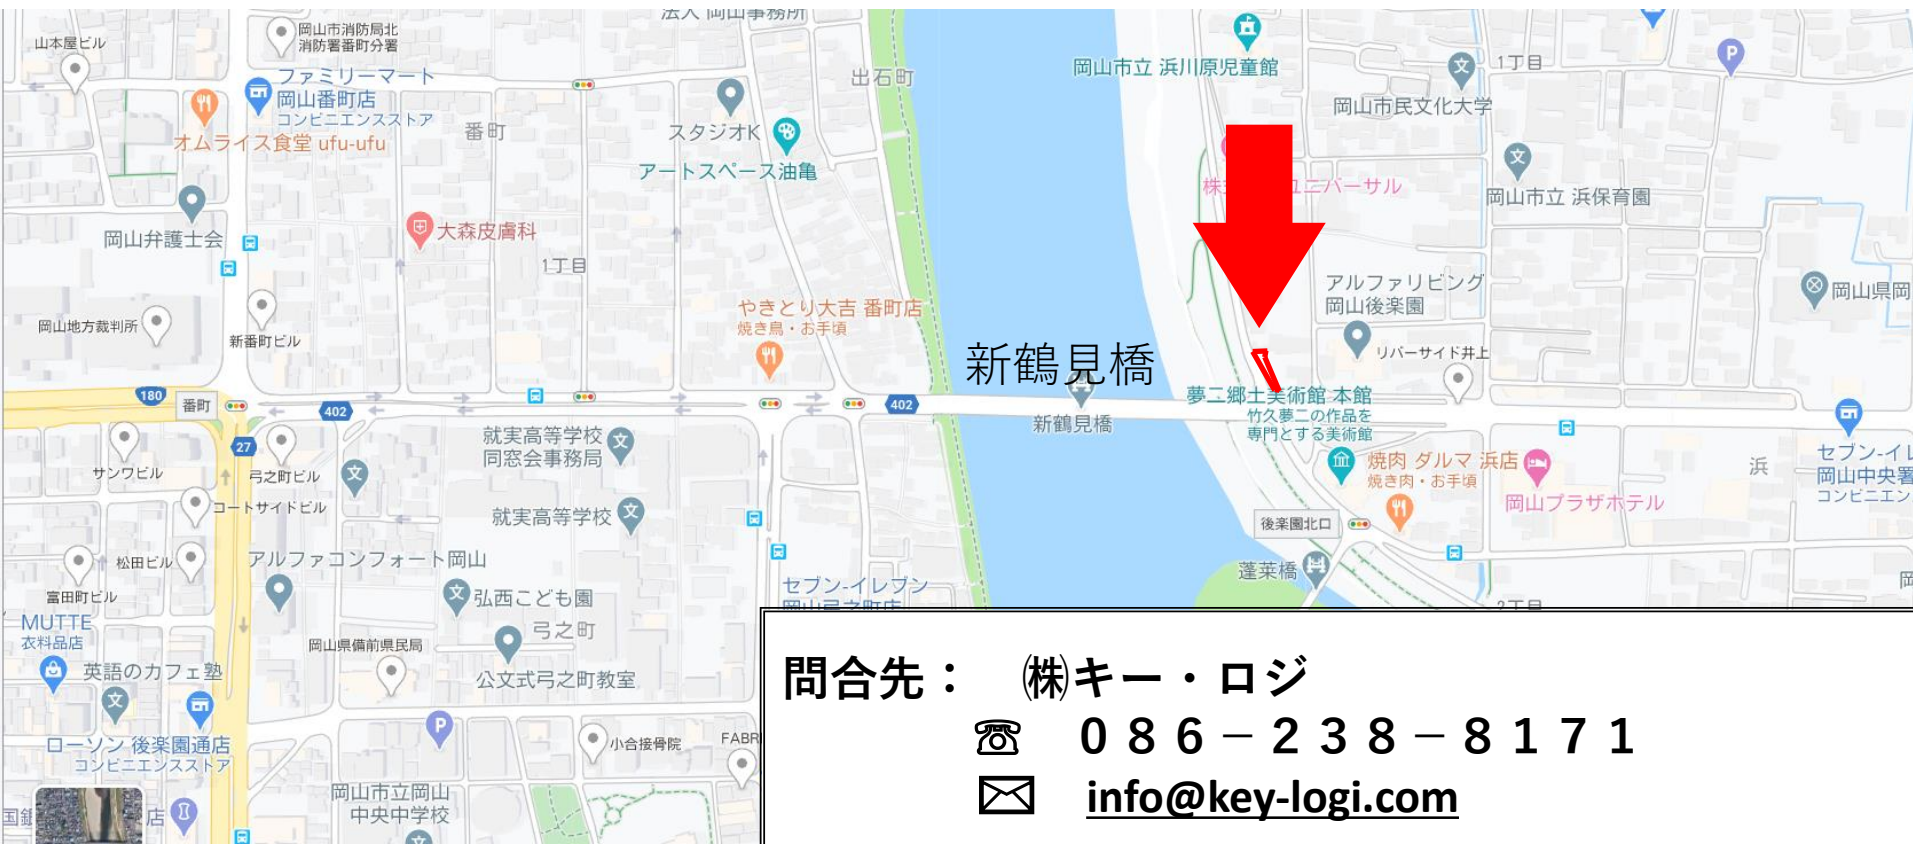 法人 岡山事務所
山本屋ビル
岡山市消防局北
消防署番町分署
ファミリーマート
岡山番町店
コンビニエンスストア
オムライス食堂 ufu-ufu
番町
スタジオK
アートスペース油亀
出石町
岡山市立 浜川原児童館
1丁目
岡山市民文化大学
P
岡山市立 浜保育園
ユニバーサル
岡山弁護士会
大森皮膚科
1丁目
やきとり大吉 番町店
焼き鳥・お手頃
アルファリビング
岡山後楽園
岡山県岡
岡山地方裁判所
新番町ビル
新鶴見橋
リバーサイド井上
180
番町
402
402
新鶴見橋
夢二郷土美術館 本館
竹久夢二の作品を
専門とする美術館
27
サンワビル
弓之町ビル
就実高等学校
同窓会事務局
焼肉 ダルマ 浜店
焼き肉・お手頃
岡山プラザホテル
浜
セブン-イレ
岡山中央署
コンビニエン
コートサイドビル
就実高等学校
後楽園北口
松田ビル
アルファコンフォート岡山
蓬莱橋
富田町ビル
弘西こども園
セブン-イレブン
岡山弓之町店
2丁目
MUTTE
衣料品店
弓之町
岡山県備前県民局
英語のカフェ塾
公文式弓之町教室
P
ローソン 後楽園通店
コンビニエンスストア
小合接骨院
FABR
岡山市立岡山
中央中学校
店
問合先： ㈱キー・ロジ
☏ ０８６－２３８－８１７１
✉ info@key-logi.com